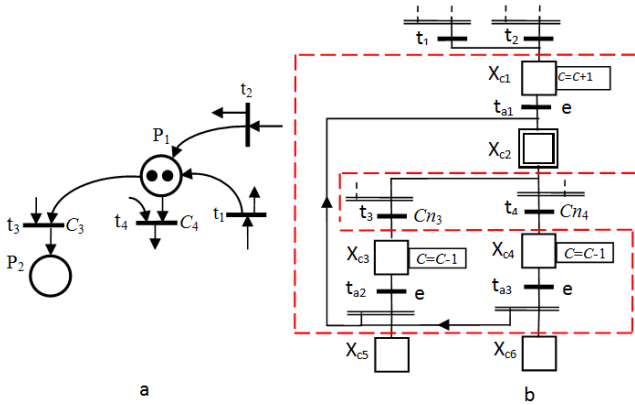 t₂
P₁
t₃
C₃
t₄
C₄
t₁
P₂
a
t₁
t₂
Xc1
C=C+1
ta1
e
Xc2
t₃
Cn₃
t₄
Cn₄
Xc3
C=C-1
Xc4
C=C-1
ta2
e
ta3
e
Xc5
Xc6
b